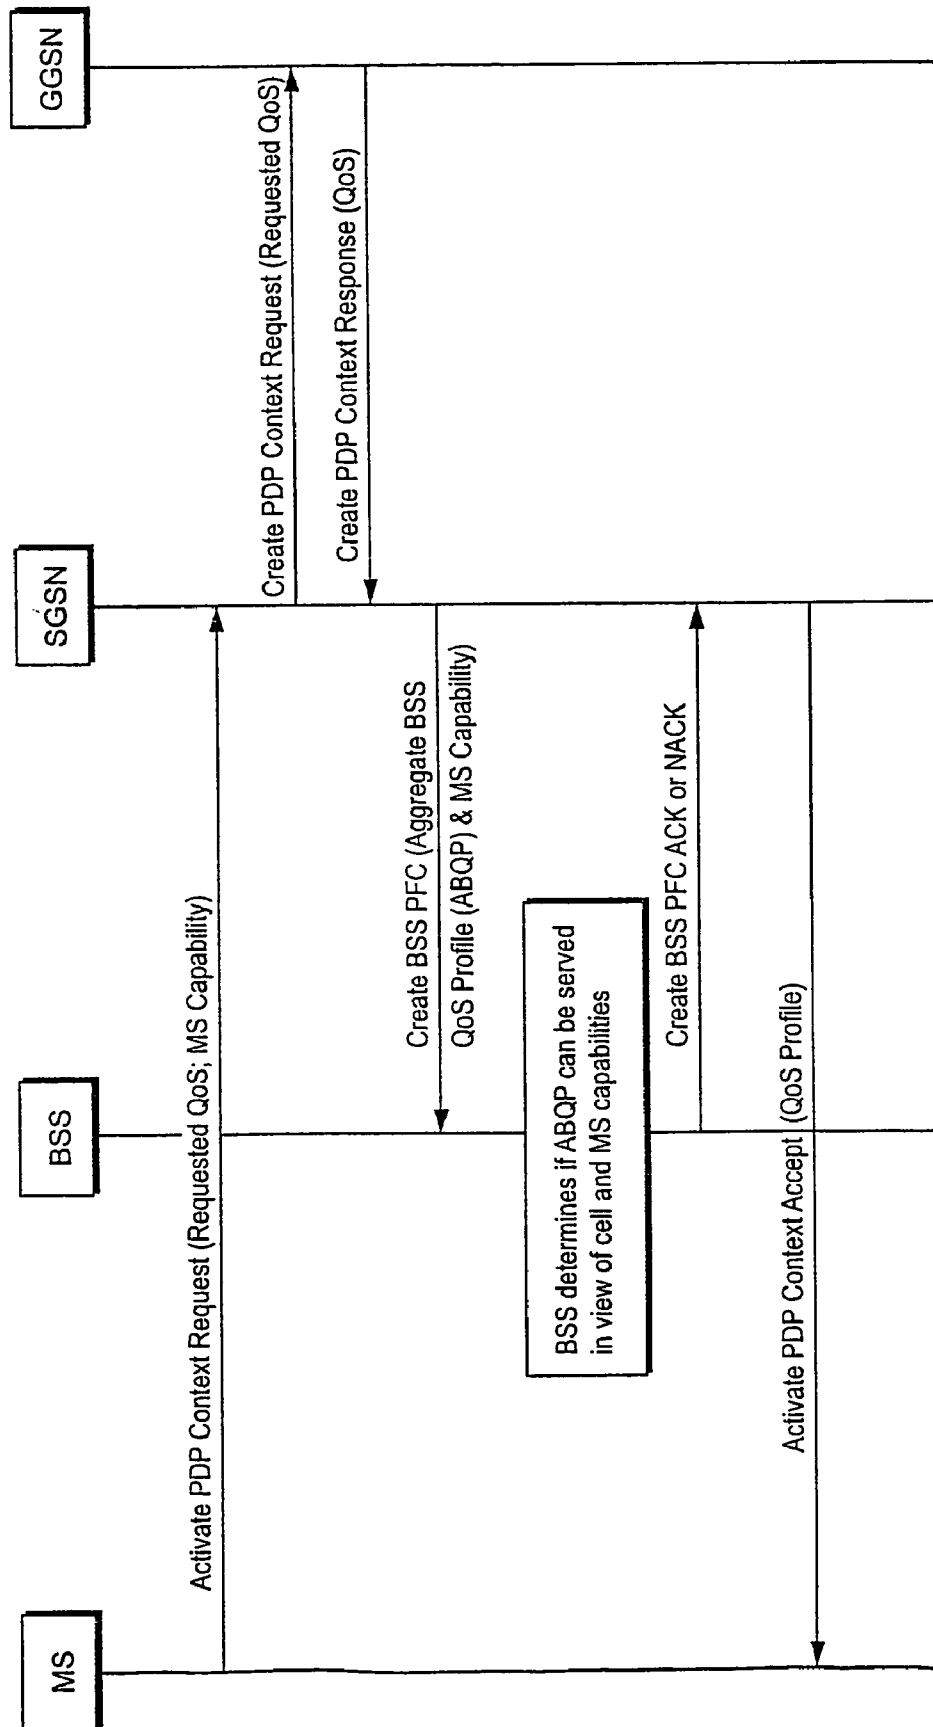 MS
BSS
SGSN
GGSN
Activate PDP Context Request (Requested QoS; MS Capability)
Create PDP Context Request (Requested QoS)
Create PDP Context Response (QoS)
Create BSS PFC (Aggregate BSS
QoS Profile (ABQP) & MS Capability)
BSS determines if ABQP can be served
in view of cell and MS capabilities
Create BSS PFC ACK or NACK
Activate PDP Context Accept (QoS Profile)